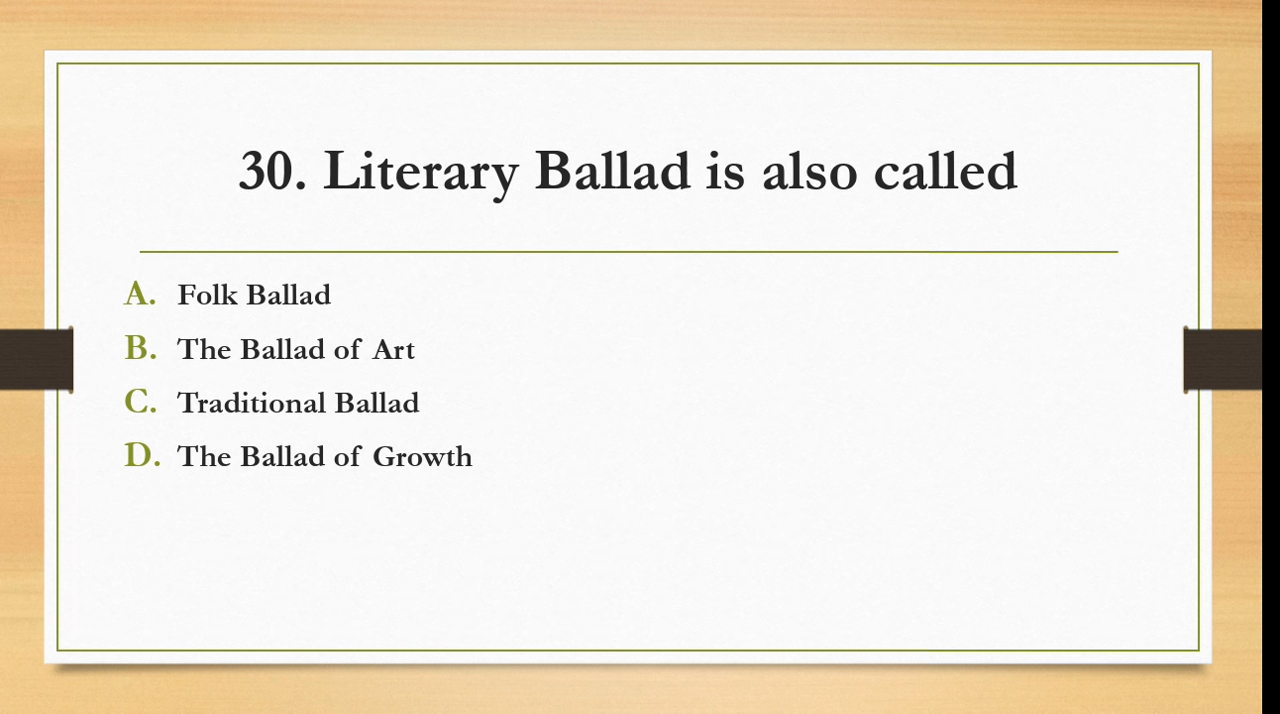 30. Literary Ballad is also called
A. Folk Ballad
B. The Ballad of Art
C. Traditional Ballad
D. The Ballad of Growth